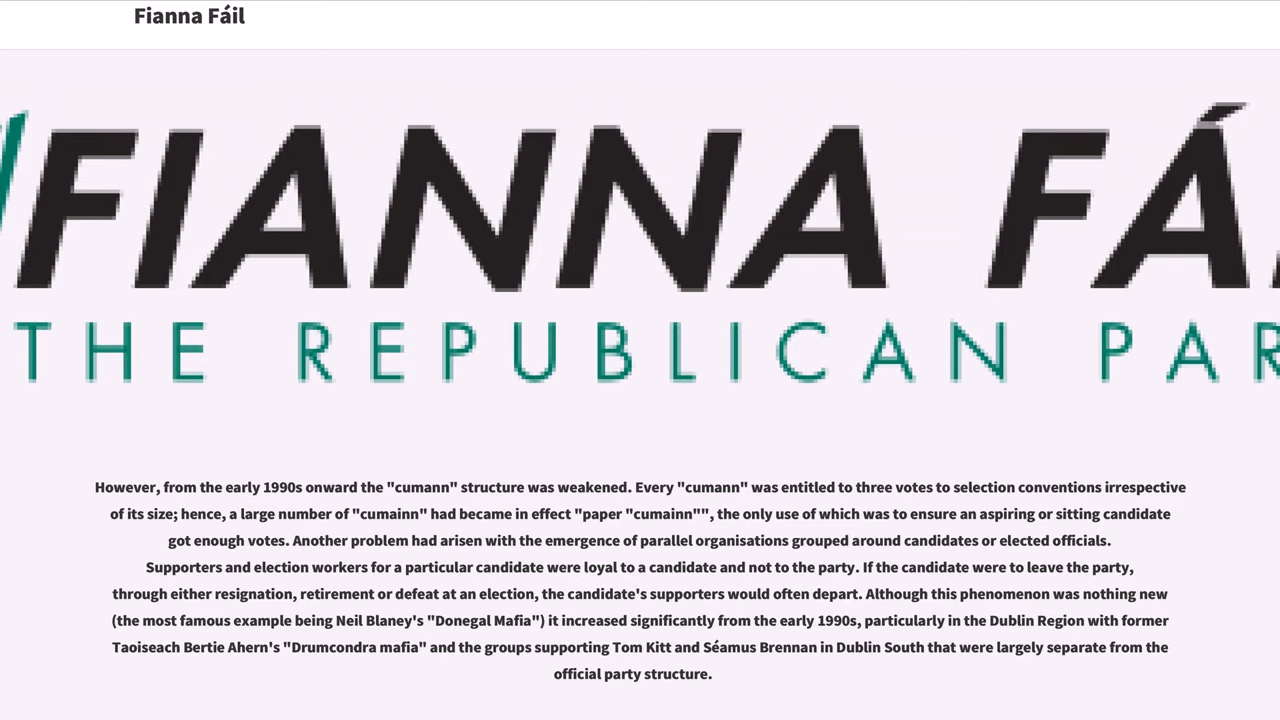 Fianna Fáil
FIANNA FÁ
THE REPUBLICAN PAR
However, from the early 1990s onward the "cumann" structure was weakened. Every "cumann" was entitled to three votes to selection conventions irrespective
of its size; hence, a large number of "cumainn" had became in effect "paper "cumainn"", the only use of which was to ensure an aspiring or sitting candidate
got enough votes. Another problem had arisen with the emergence of parallel organisations grouped around candidates or elected officials.
Supporters and election workers for a particular candidate were loyal to a candidate and not to the party. If the candidate were to leave the party,
through either resignation, retirement or defeat at an election, the candidate's supporters would often depart. Although this phenomenon was nothing new
(the most famous example being Neil Blaney's "Donegal Mafia") it increased significantly from the early 1990s, particularly in the Dublin Region with former
Taoiseach Bertie Ahern's "Drumcondra mafia" and the groups supporting Tom Kitt and Séamus Brennan in Dublin South that were largely separate from the
official party structure.